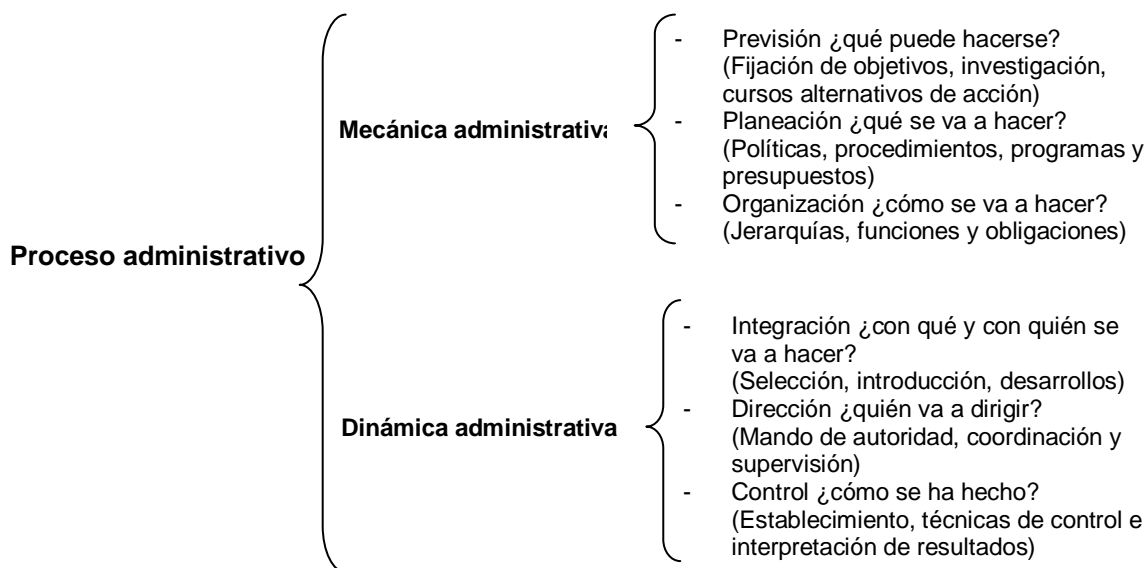 Proceso administrativo
Mecánica administrativa
- Previsión ¿qué puede hacerse?
(Fijación de objetivos, investigación,
cursos alternativos de acción)
- Planeación ¿qué se va a hacer?
(Políticas, procedimientos, programas y
presupuestos)
- Organización ¿cómo se va a hacer?
(Jerarquías, funciones y obligaciones)
Dinámica administrativa
- Integración ¿con qué y con quién se
va a hacer?
(Selección, introducción, desarrollos)
- Dirección ¿quién va a dirigir?
(Mando de autoridad, coordinación y
supervisión)
- Control ¿cómo se ha hecho?
(Establecimiento, técnicas de control e
interpretación de resultados)